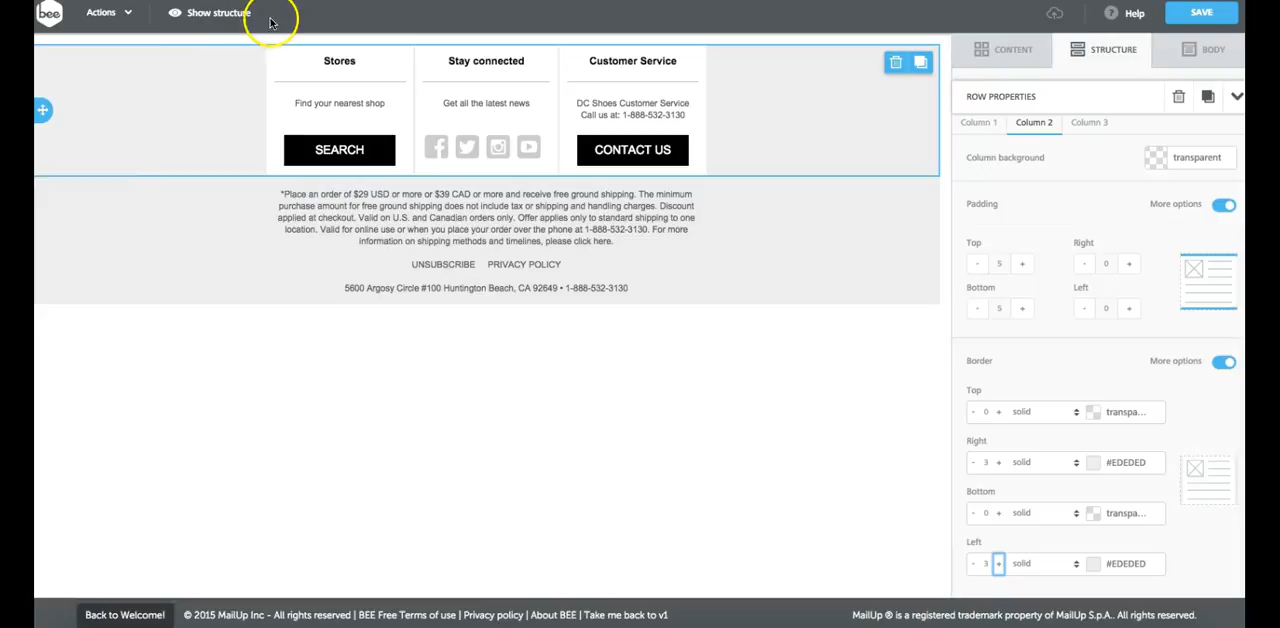 bee
Actions
Show structure
Help
SAVE
Stores
Stay connected
Customer Service
Find your nearest shop
Get all the latest news
DC Shoes Customer Service
Call us at: 1-888-532-3130
SEARCH
CONTACT US
*Place an order of $29 USD or more or $39 CAD or more and receive free ground shipping. The minimum
purchase amount for free ground shipping does not include tax or shipping and handling charges. Discount
applied at checkout. Valid on U.S. and Canadian orders only. Offer applies only to standard shipping to one
location. Valid for online use or when you place your order over the phone at 1-888-532-3130. For more
information on shipping methods and timelines, please click here.
UNSUBSCRIBE PRIVACY POLICY
5600 Argosy Circle #100 Huntington Beach, CA 92649 • 1-888-532-3130
CONTENT
STRUCTURE
BODY
ROW PROPERTIES
Column 1
Column 2
Column 3
Column background
transparent
Padding
More options
Top
Right
- 5 +
- 0 +
Bottom
Left
- 5 +
- 0 +
Border
More options
Top
- 0 + solid transpa...
Right
- 3 + solid #EDEDED
Bottom
- 0 + solid transpa...
Left
- 3 + solid #EDEDED
Back to Welcome!
© 2015 MailUp Inc - All rights reserved | BEE Free Terms of use | Privacy policy | About BEE | Take me back to v1
MailUp ® is a registered trademark property of MailUp S.p.A.. All rights reserved.